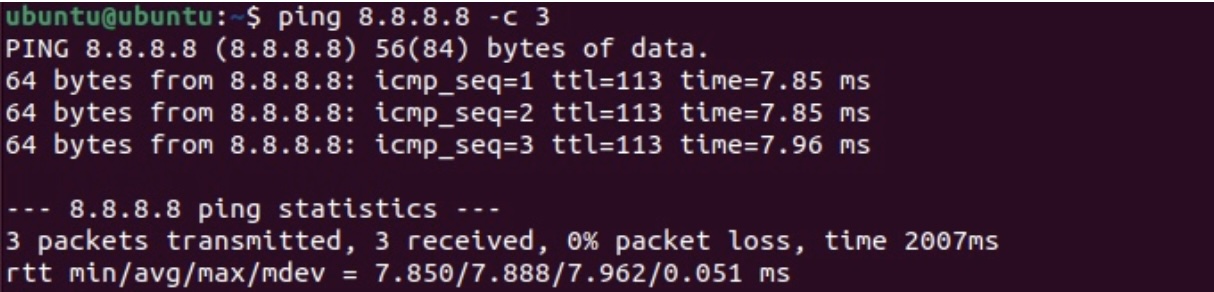 ubuntu@ubuntu:~$ ping 8.8.8.8 -c 3
PING 8.8.8.8 (8.8.8.8) 56(84) bytes of data.
64 bytes from 8.8.8.8: icmp_seq=1 ttl=113 time=7.85 ms
64 bytes from 8.8.8.8: icmp_seq=2 ttl=113 time=7.85 ms
64 bytes from 8.8.8.8: icmp_seq=3 ttl=113 time=7.96 ms

--- 8.8.8.8 ping statistics ---
3 packets transmitted, 3 received, 0% packet loss, time 2007ms
rtt min/avg/max/mdev = 7.850/7.888/7.962/0.051 ms